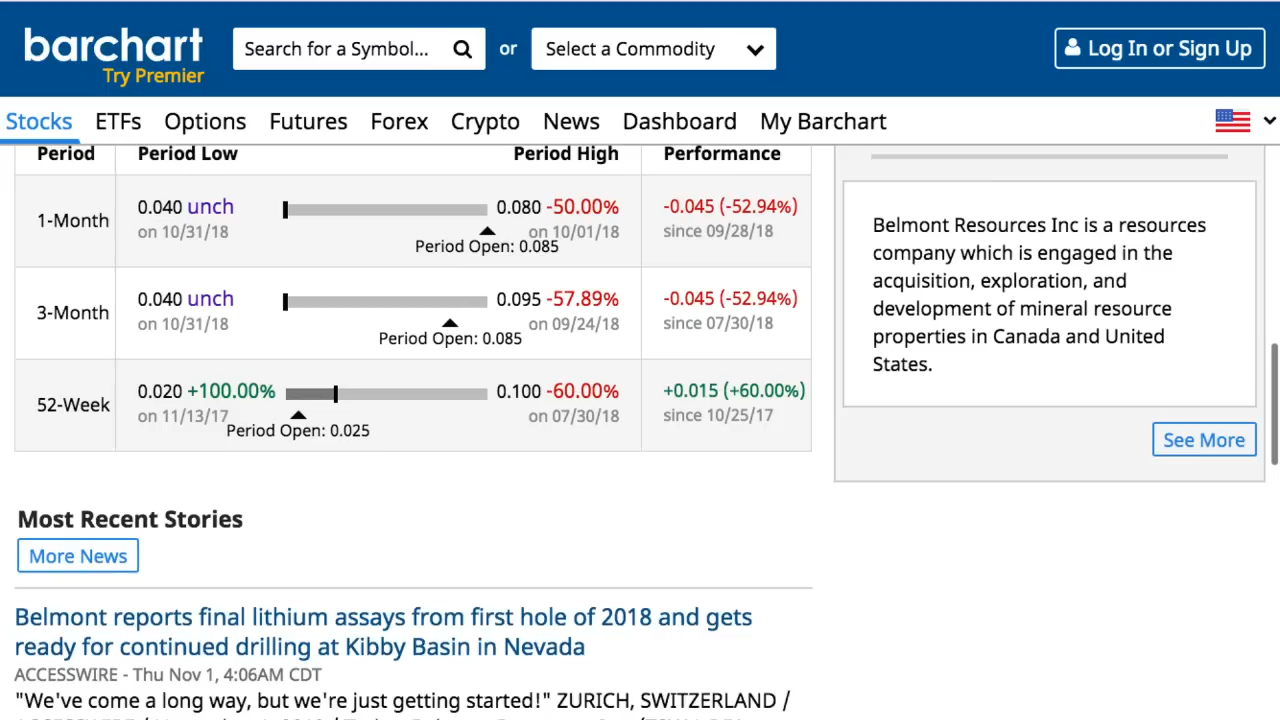 barchart
Try Premier
Search for a Symbol...
or
Select a Commodity
Log In or Sign Up
Stocks ETFs Options Futures Forex Crypto News Dashboard My Barchart
Period Period Low Period High Performance
1-Month
0.040 unch
on 10/31/18
0.080 -50.00%
on 10/01/18
Period Open: 0.085
-0.045 (-52.94%)
since 09/28/18
3-Month
0.040 unch
on 10/31/18
0.095 -57.89%
on 09/24/18
Period Open: 0.085
-0.045 (-52.94%)
since 07/30/18
52-Week
0.020 +100.00%
on 11/13/17
0.100 -60.00%
on 07/30/18
Period Open: 0.025
+0.015 (+60.00%)
since 10/25/17
Belmont Resources Inc is a resources
company which is engaged in the
acquisition, exploration, and
development of mineral resource
properties in Canada and United
States.
See More
Most Recent Stories
More News
Belmont reports final lithium assays from first hole of 2018 and gets
ready for continued drilling at Kibby Basin in Nevada
ACCESSWIRE - Thu Nov 1, 4:06AM CDT
"We've come a long way, but we're just getting started!" ZURICH, SWITZERLAND /